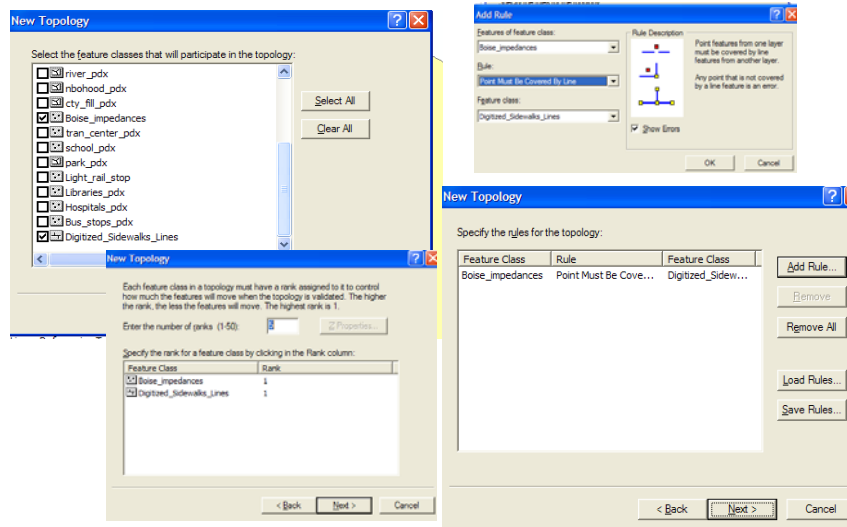 New Topology
Select the feature classes that will participate in the topology:
river_pdx
nbohood_pdx
cty_fill_pdx
Boise_impedances
tran_center_pdx
school_pdx
park_pdx
Light_rail_stop
Libraries_pdx
Hospitals_pdx
Bus_stops_pdx
Digitized_Sidewalks_Lines
Select All
Clear All
Add Rule
Features of feature class:
Boise_impedances
Rule:
Point Must Be Covered By Line
Feature class:
Digitized_Sidewalks_Lines
Rule Description
Point features from one layer
must be covered by line
features from another layer.
Any point that is not covered
by a line feature is an error.
Show Errors
OK
Cancel
New Topology
Each feature class in a topology must have a rank assigned to it to control
how much the features will move when the topology is validated. The higher
the rank, the less the features will move. The highest rank is 1.
Enter the number of ranks (1-50):
Z Properties...
Specify the rank for a feature class by clicking in the Rank column:
Feature Class Rank
Boise_impedances 1
Digitized_Sidewalks_Lines 1
< Back
Next >
Cancel
New Topology
Specify the rules for the topology:
Feature Class Rule Feature Class
Boise_impedances Point Must Be Cove... Digitized_Sidew...
Add Rule...
Remove
Remove All
Load Rules...
Save Rules...
< Back
Next >
Cancel